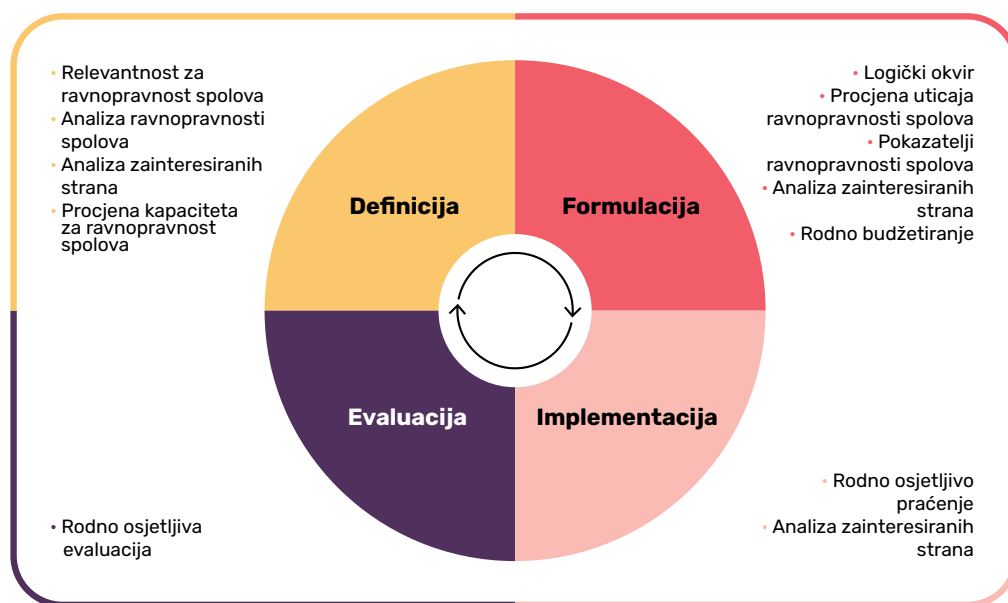 • Relevantnost za
ravnopravnost spolova
• Analiza ravnopravnosti
spolova
• Analiza zainteresiranih
strana
• Procjena kapaciteta
za ravnopravnost
spolova
Definicija
• Logički okvir
• Procjena uticaja
ravnopravnosti spolova
• Pokazatelji
ravnopravnosti spolova
• Analiza zainteresiranih
strana
• Rodno budžetiranje
Formulacija
Evaluacija
• Rodno osjetljiva
evaluacija
Implementacija
• Rodno osjetljivo
praćenje
• Analiza zainteresiranih
strana